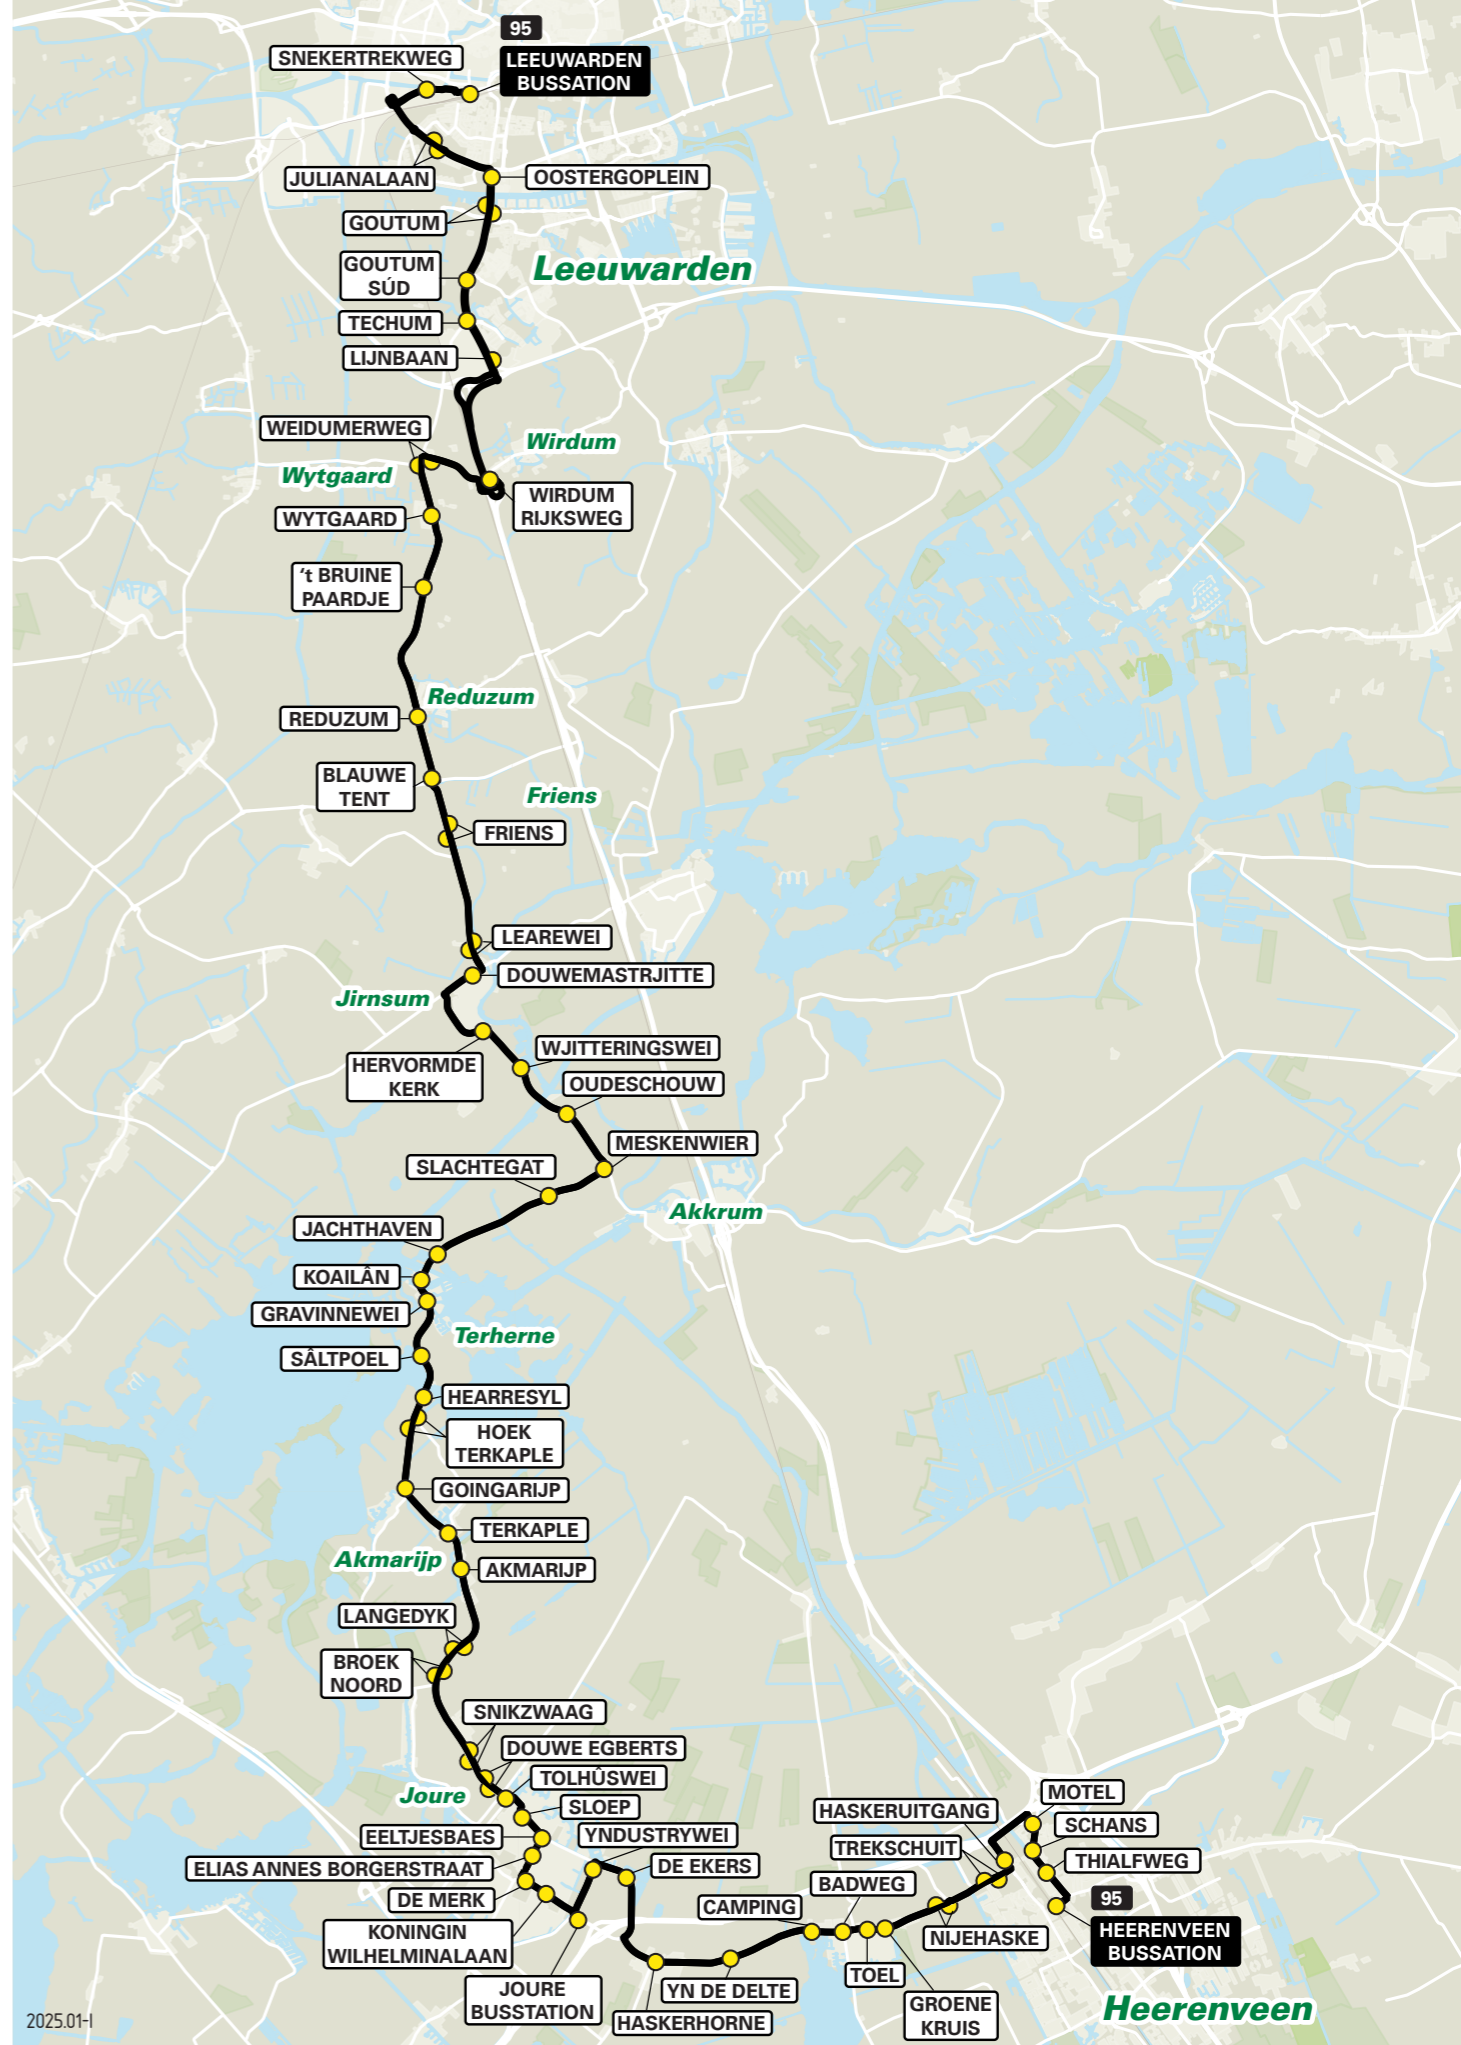 95
SNEKERTREKWEG
LEEUWARDEN
BUSSATION
JULIANALAAN
OOSTERGOPLEIN
GOUTUM
GOUTUM
SÚD
Leeuwarden
TECHUM
LIJNBAAN
WEIDUMERWEG
Wirdum
Wytgaard
WIRDUM
RIJKSWEG
WYTGAARD
‘t BRUINE
PAARDJE
Reduzum
REDUZUM
BLAUWE
TENT
Friens
FRIENS
LEAREWEI
DOUWEMASTRJITTE
Jirnsum
HERVORMDE
KERK
WJITTERINGSWEI
OUDESCHOUW
MESKENWIER
SLACHTEGAT
Akkrum
JACHTHAVEN
KOAILÂN
GRAVINNEWEI
Terherne
SÂLTPOEL
HEARRESYL
HOEK
TERKAPLE
GOINGARIJP
TERKAPLE
Akmarijp
AKMARIJP
LANGEDYK
BROEK
NOORD
SNIKZWAAG
DOUWE EGBERTS
TOLHÛSWEI
Joure
SLOEP
EELTJESBAES
YNDUSTRYWEI
ELIAS ANNES BORGERSTRAAT
DE EKERS
DE MERK
KONINGIN
WILHELMINALAAN
JOURE
BUSSTATION
HASKERHORNE
YN DE DELTE
CAMPING
BADWEG
TOEL
GROENE
KRUIS
NIJEHASKE
TREKSCHUIT
HASKERUITGANG
MOTEL
SCHANS
THIALFWEG
95
HEERENVEEN
BUSSATION
Heerenveen
2025.01-I